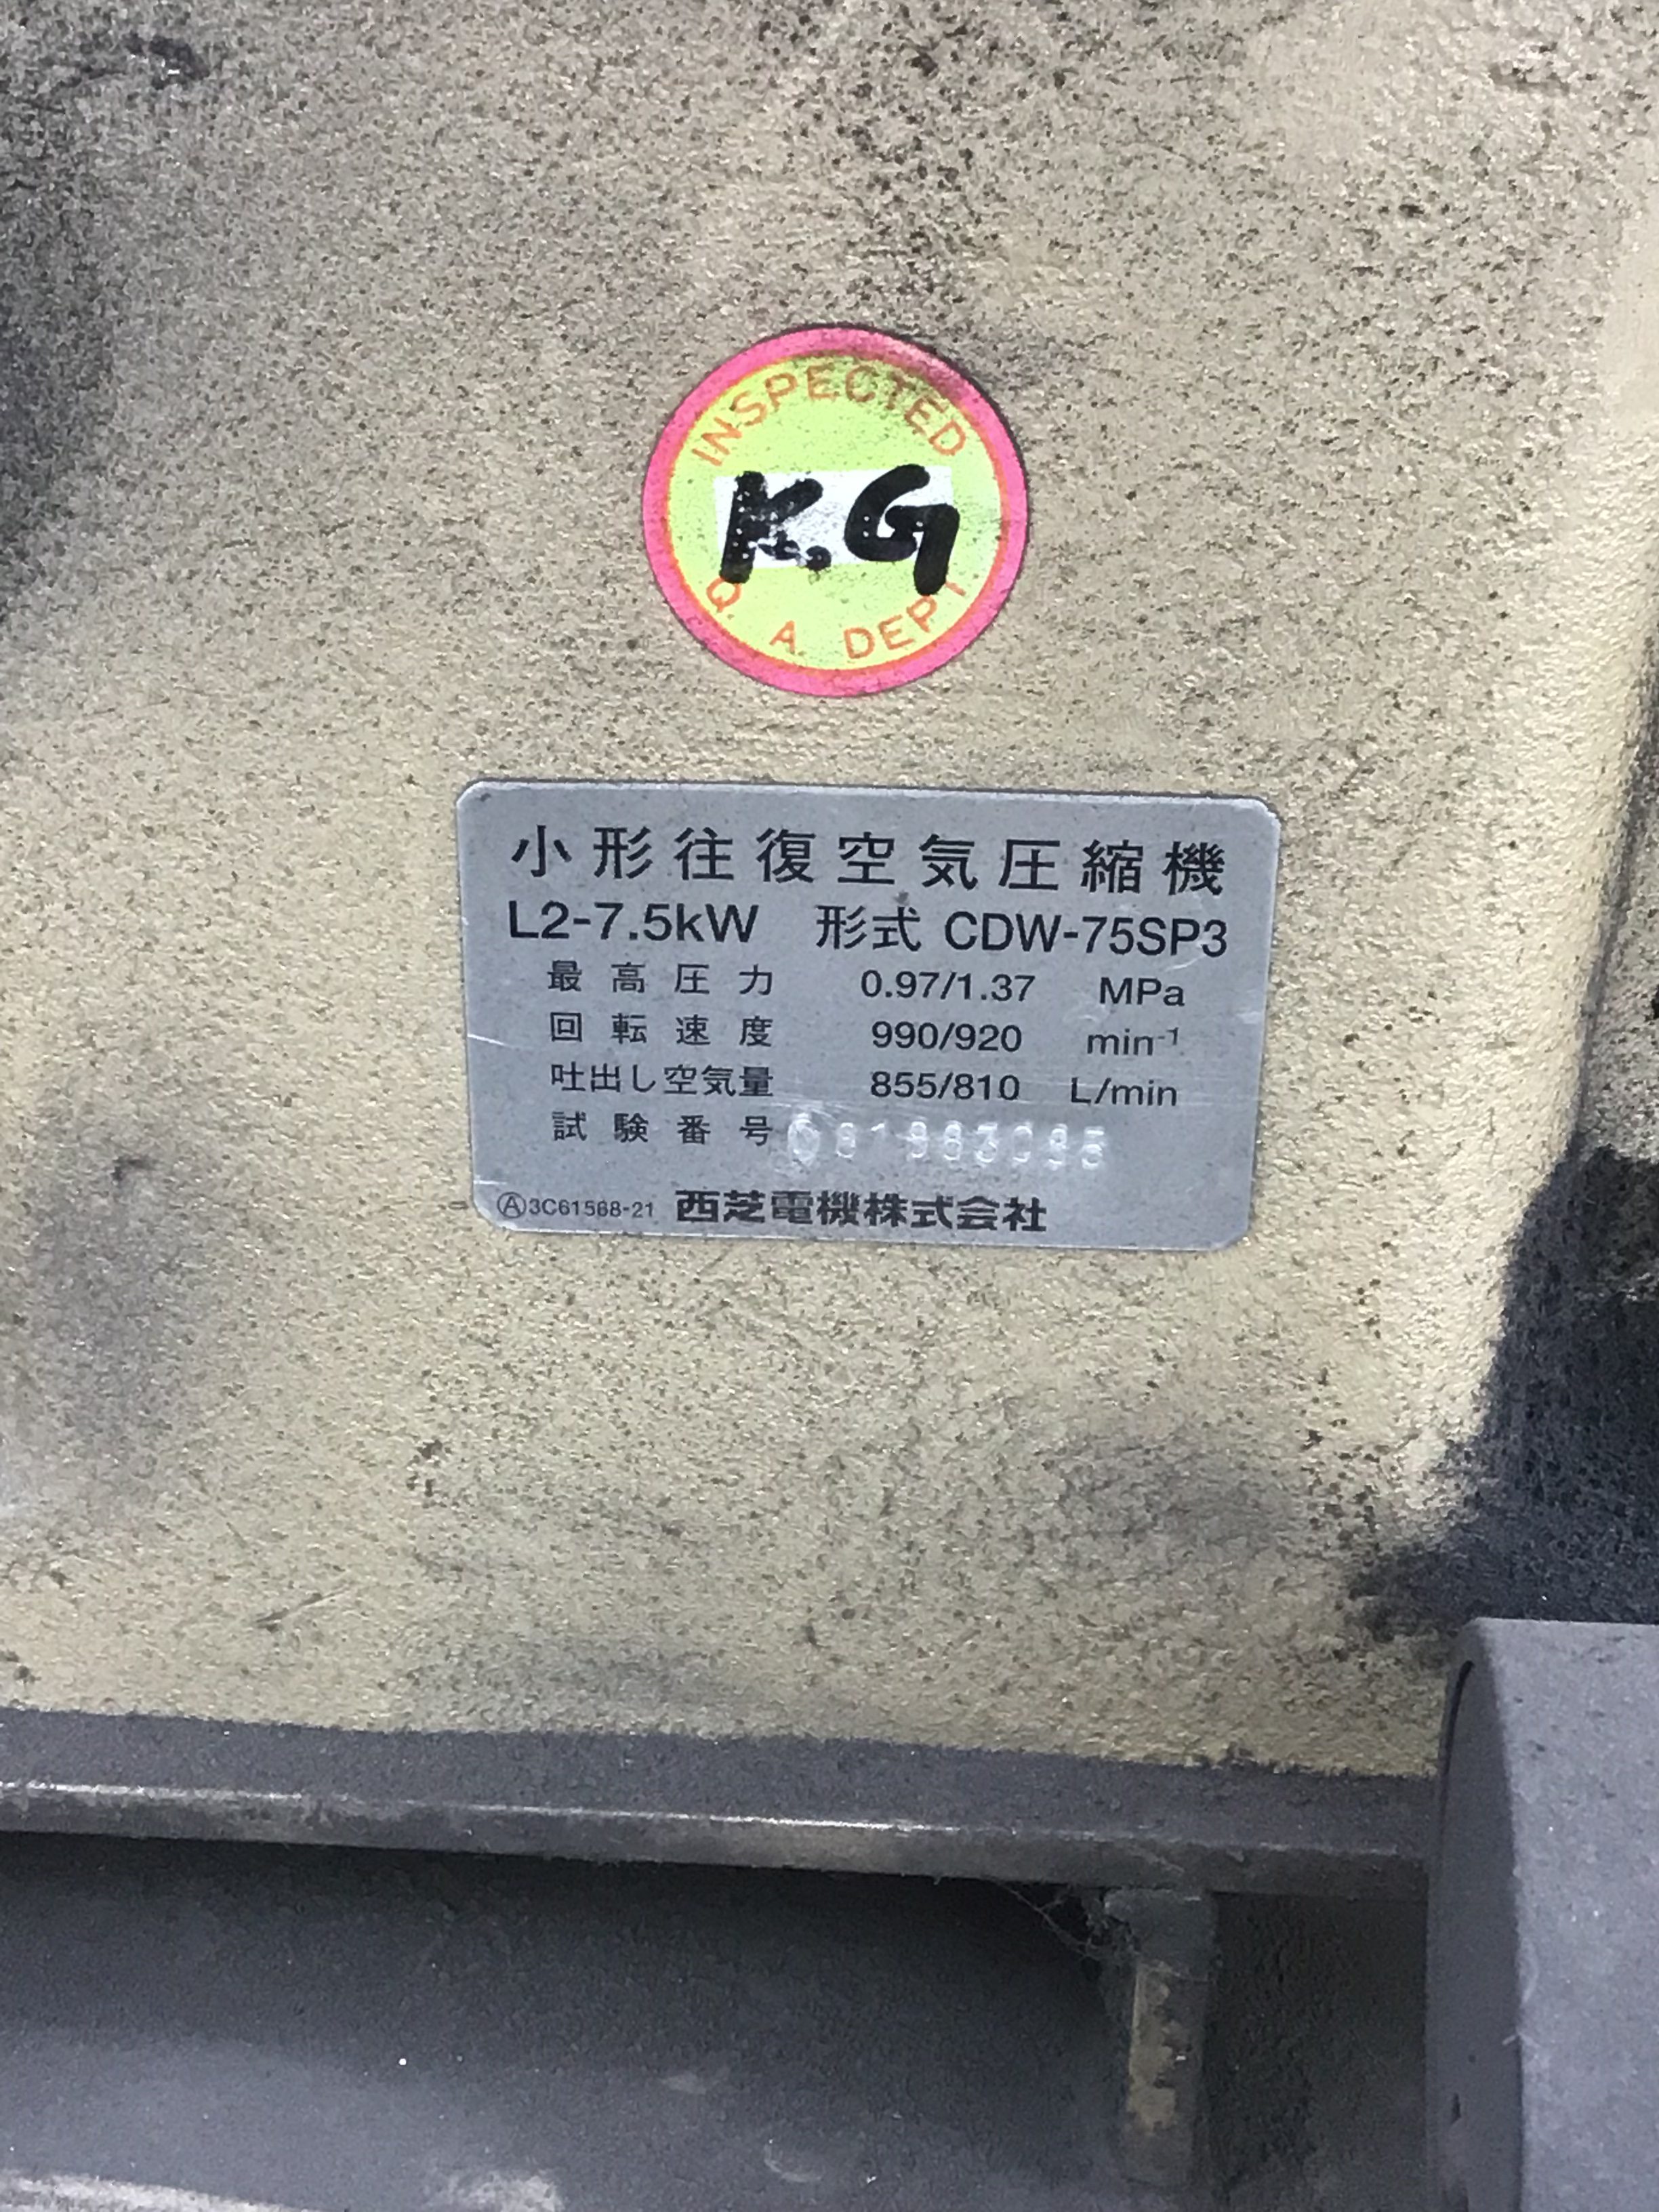 INSPECTED
K.G
Q. A. DEPT
小形往復空気圧縮機
L2-7.5kW 形式 CDW-75SP3
最高圧力 0.97/1.37 MPa
回転速度 990/920 min⁻¹
吐出し空気量 855/810 L/min
試験番号
Ⓐ3C61568-21 西芝電機株式会社